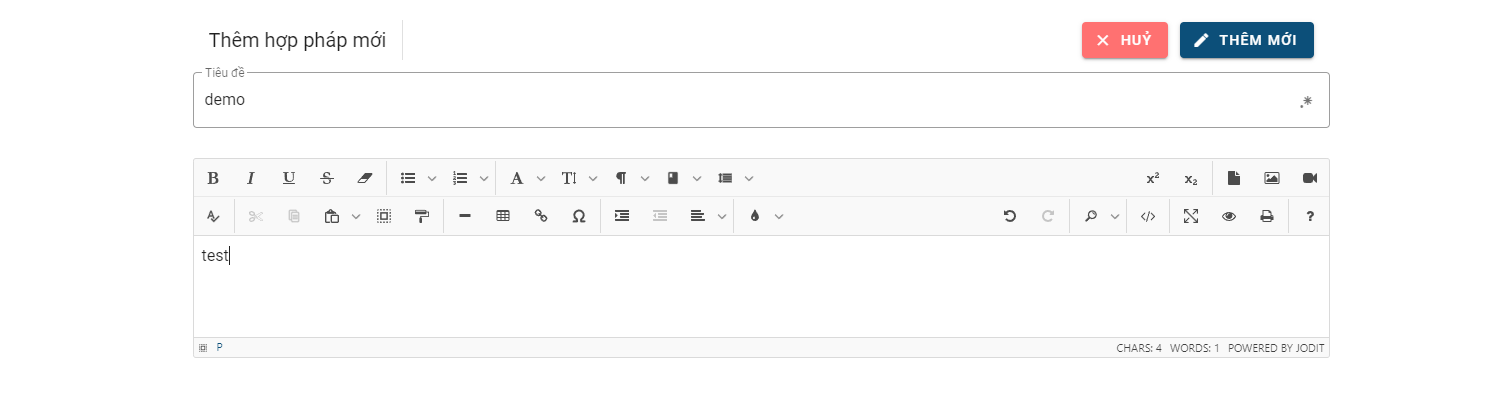 Thêm hợp pháp mới
HUỶ
THÊM MỚI
Tiêu đề
demo
test
P
CHARS: 4 WORDS: 1 POWERED BY JODIT